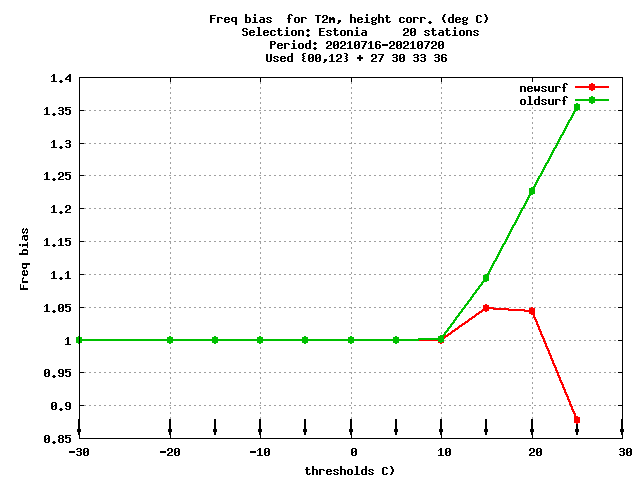 Freq bias  for T2m, height corr. (deg C)
Selection: Estonia     20 stations
Period: 20210716-20210720
Used {00,12} + 27 30 33 36
newsurf
oldsurf
1.4
1.35
1.3
1.25
1.2
1.15
1.1
1.05
1
0.95
0.9
0.85
Freq bias
-30
-20
-10
0
10
20
30
thresholds C)